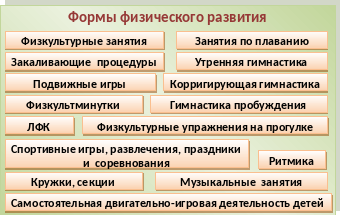 Формы физического развития
Физкультурные занятия
Занятия по плаванию
Закаливающие процедуры
Утренняя гимнастика
Подвижные игры
Корригирующая гимнастика
Физкультминутки
Гимнастика пробуждения
ЛФК
Физкультурные упражнения на прогулке
Спортивные игры, развлечения, праздники
и соревнования
Ритмика
Кружки, секции
Музыкальные занятия
Самостоятельная двигательно-игровая деятельность детей